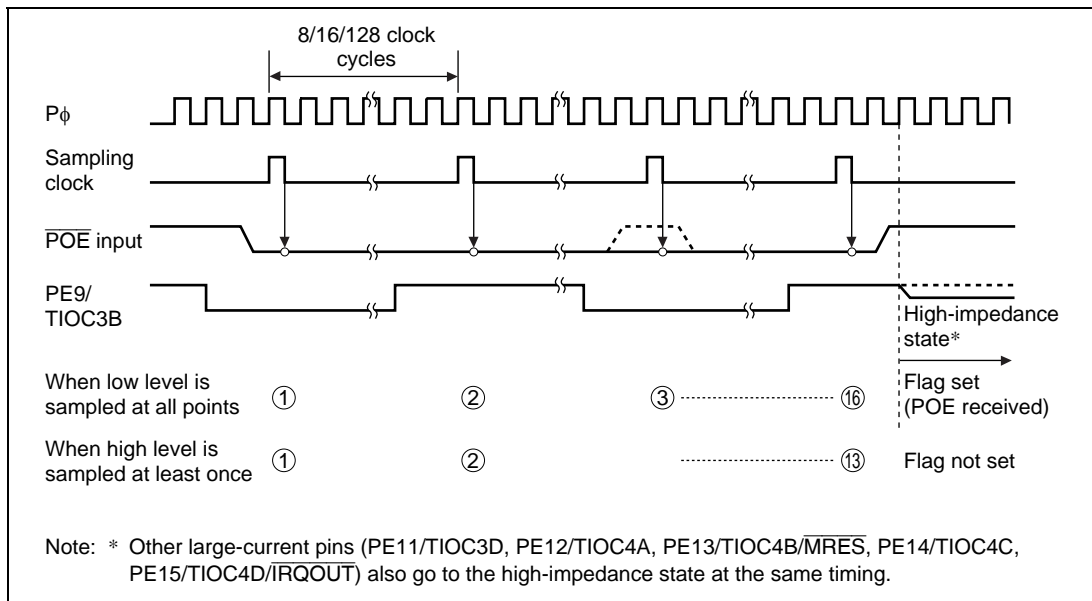 8/16/128 clock
cycles
Pϕ
Sampling
clock
P̅O̅E̅ input
PE9/
TIOC3B
High-impedance
state*
When low level is
sampled at all points
① ② ③ ⑯
Flag set
(POE received)
When high level is
sampled at least once
① ② ⑬ Flag not set
Note: * Other large-current pins (PE11/TIOC3D, PE12/TIOC4A, PE13/TIOC4B/M̅R̅E̅S̅, PE14/TIOC4C,
PE15/TIOC4D/I̅R̅Q̅O̅U̅T̅) also go to the high-impedance state at the same timing.